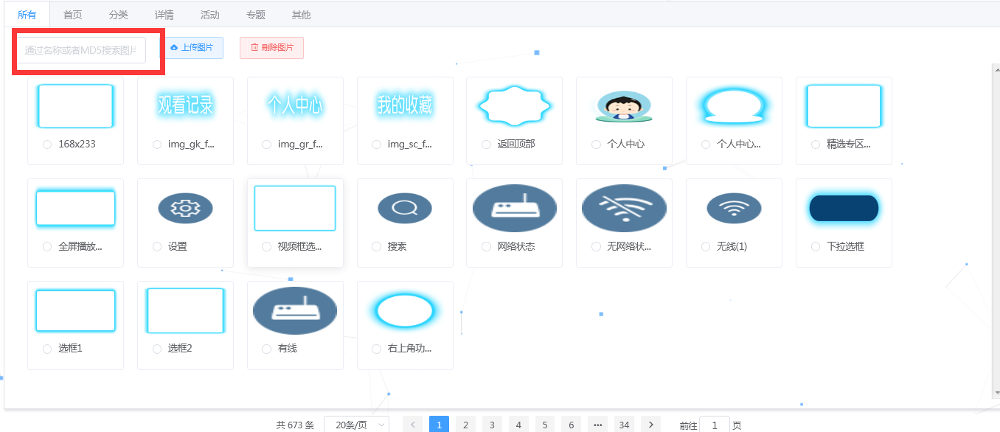 所有 首页 分类 详情 活动 专题 其他
通过名称或者MD5搜索图片 上传图片 删除图片
观看记录 个人中心 我的收藏
168x233 img_gk_f... img_gr_f... img_sc_f... 返回顶部 个人中心 个人中心... 精选专区...
全屏播放... 设置 视频框选... 搜索 网络状态 无网络状... 无线(1) 下拉选框
选框1 选框2 有线 右上角功...
共 673 条 20条/页 < 1 2 3 4 5 6 ••• 34 > 前往 1 页